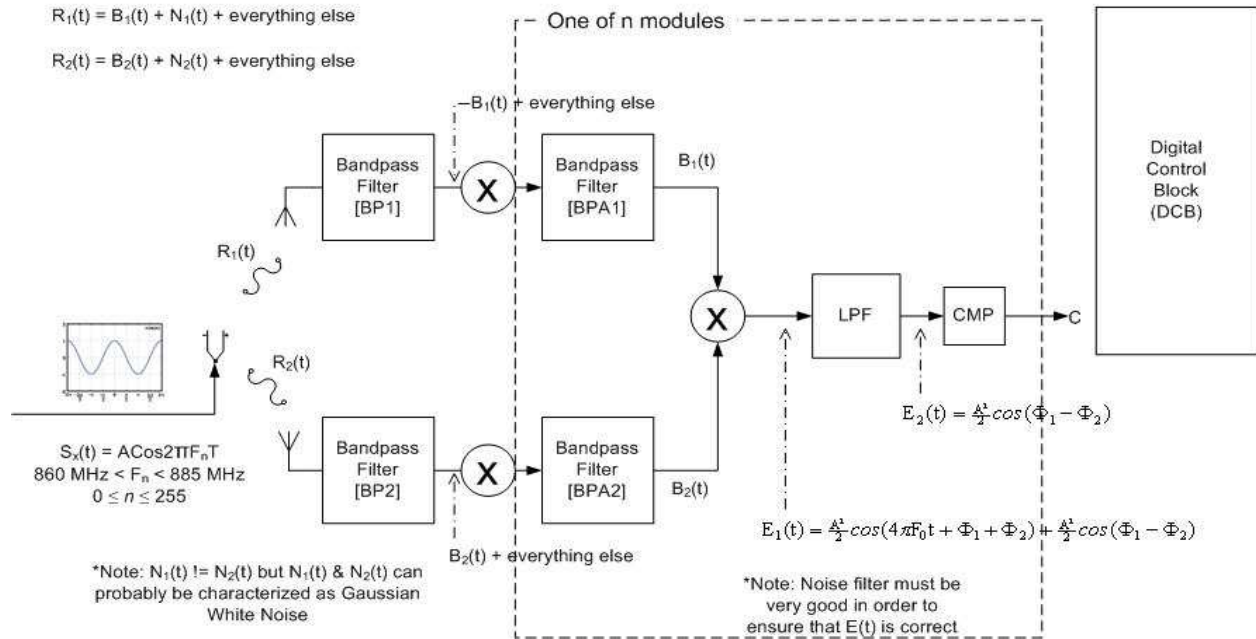 R₁(t) = B₁(t) + N₁(t) + everything else
R₂(t) = B₂(t) + N₂(t) + everything else
One of n modules
~B₁(t) + everything else
Bandpass
Filter
[BP1]
X
Bandpass
Filter
[BPA1]
B₁(t)
Digital
Control
Block
(DCB)
R₁(t)
X
LPF
CMP
C
R₂(t)
E₂(t) = A²/2 cos(Φ₁ − Φ₂)
Sₓ(t) = ACos2πFₙT
860 MHz < Fₙ < 885 MHz
0 ≤ n ≤ 255
Bandpass
Filter
[BP2]
X
Bandpass
Filter
[BPA2]
B₂(t)
B₂(t) + everything else
E₁(t) = A²/2 cos(4πF₀t + Φ₁ + Φ₂) + A²/2 cos(Φ₁ − Φ₂)
*Note: N₁(t) != N₂(t) but N₁(t) & N₂(t) can
probably be characterized as Gaussian
White Noise
*Note: Noise filter must be
very good in order to
ensure that E(t) is correct